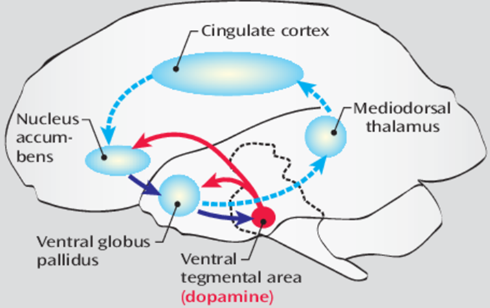 Cingulate cortex
Nucleus
accum-
bens
Mediodorsal
thalamus
Ventral globus
pallidus
Ventral
tegmental area
(dopamine)